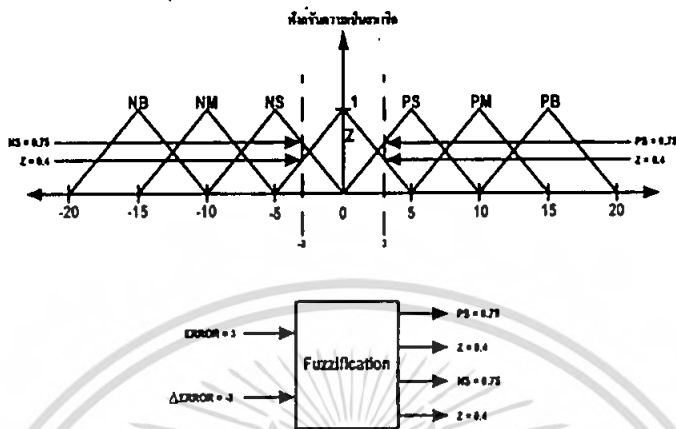 ฟังก์ชันความเป็นสมาชิก
NB NM NS 1 PS PM PB
Z
NS = 0.75
Z = 0.4
PS = 0.75
Z = 0.4
-20 -15 -10 -5 0 5 10 15 20
-3 3
PS = 0.75
ERROR = 3
Z = 0.4
Fuzzification
NS = 0.75
ΔERROR = -3
Z = 0.4